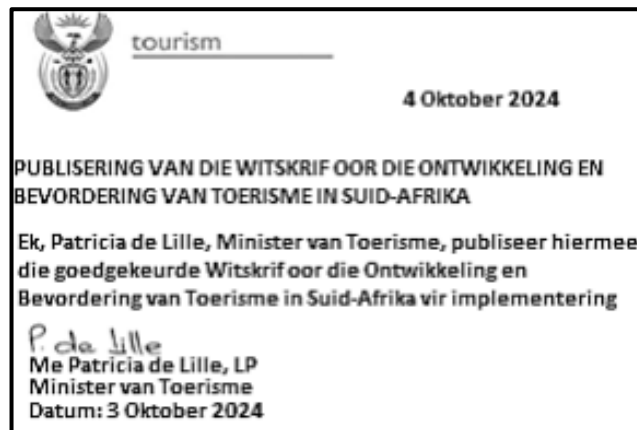 tourism
4 Oktober 2024
PUBLISERING VAN DIE WITSKRIF OOR DIE ONTWIKKELING EN
BEVORDERING VAN TOERISME IN SUID-AFRIKA
Ek, Patricia de Lille, Minister van Toerisme, publiseer hiermee
die goedgekeurde Witskrif oor die Ontwikkeling en
Bevordering van Toerisme in Suid-Afrika vir implementering
P. de Lille
Me Patricia de Lille, LP
Minister van Toerisme
Datum: 3 Oktober 2024